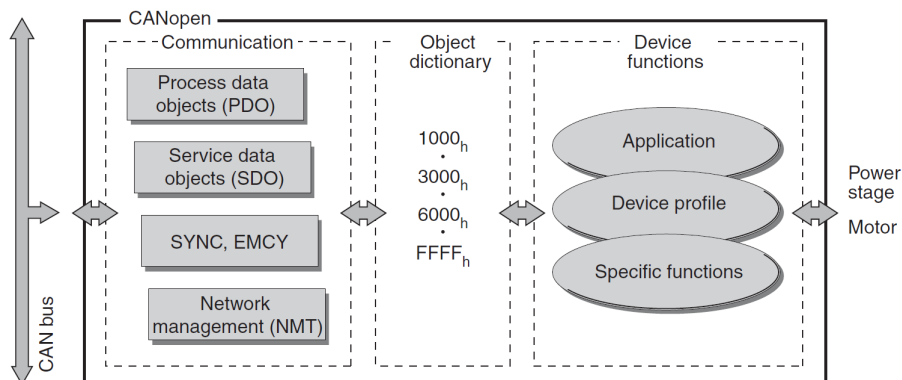 CANopen
Communication
Process data
objects (PDO)
Service data
objects (SDO)
SYNC, EMCY
Network
management (NMT)
Object
dictionary
1000h
.
3000h
.
6000h
.
FFFFh
Device
functions
Application
Device profile
Specific functions
Power
stage
Motor
CAN bus